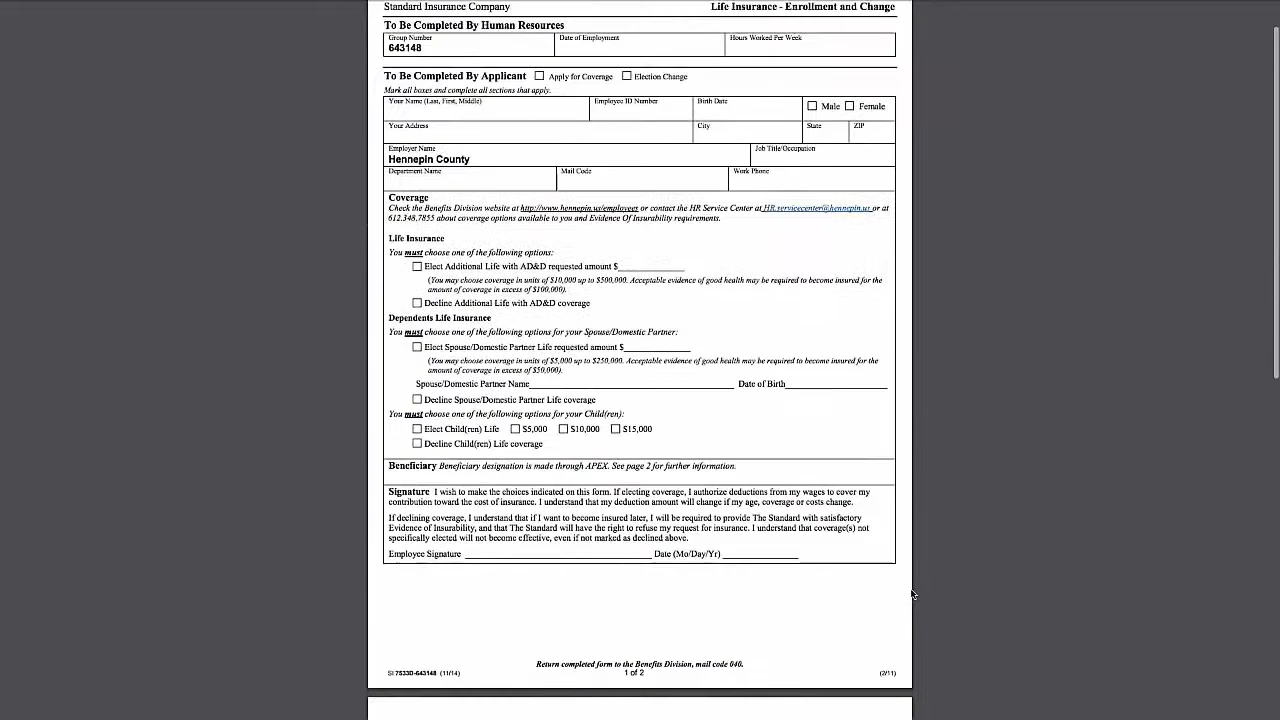 Standard Insurance Company Life Insurance - Enrollment and Change
To Be Completed By Human Resources
Group Number Date of Employment Hours Worked Per Week
643148
To Be Completed By Applicant Apply for Coverage Election Change
Mark all boxes and complete all sections that apply.
Your Name (Last, First, Middle) Employee ID Number Birth Date Male Female
Your Address City State ZIP
Employer Name Job Title/Occupation
Hennepin County
Department Name Mail Code Work Phone
Coverage
Check the Benefits Division website at http://www.hennepin.us/employees or contact the HR Service Center at HR.servicecenter@hennepin.us or at
612.348.7855 about coverage options available to you and Evidence Of Insurability requirements.
Life Insurance
You must choose one of the following options:
Elect Additional Life with AD&D requested amount $____________
(You may choose coverage in units of $10,000 up to $500,000. Acceptable evidence of good health may be required to become insured for the
amount of coverage in excess of $100,000).
Decline Additional Life with AD&D coverage
Dependents Life Insurance
You must choose one of the following options for your Spouse/Domestic Partner:
Elect Spouse/Domestic Partner Life requested amount $____________
(You may choose coverage in units of $5,000 up to $250,000. Acceptable evidence of good health may be required to become insured for the
amount of coverage in excess of $50,000).
Spouse/Domestic Partner Name____________ Date of Birth____________
Decline Spouse/Domestic Partner Life coverage
You must choose one of the following options for your Child(ren):
Elect Child(ren) Life $5,000 $10,000 $15,000
Decline Child(ren) Life coverage
Beneficiary Beneficiary designation is made through APEX. See page 2 for further information.
Signature I wish to make the choices indicated on this form. If electing coverage, I authorize deductions from my wages to cover my
contribution toward the cost of insurance. I understand that my deduction amount will change if my age, coverage or costs change.
If declining coverage, I understand that if I want to become insured later, I will be required to provide The Standard with satisfactory
Evidence of Insurability, and that The Standard will have the right to refuse my request for insurance. I understand that coverage(s) not
specifically elected will not become effective, even if not marked as declined above.
Employee Signature ____________ Date (Mo/Day/Yr) ____________
Return completed form to the Benefits Division, mail code 040.
SI 7533D-643148 (11/14) 1 of 2 (2/11)